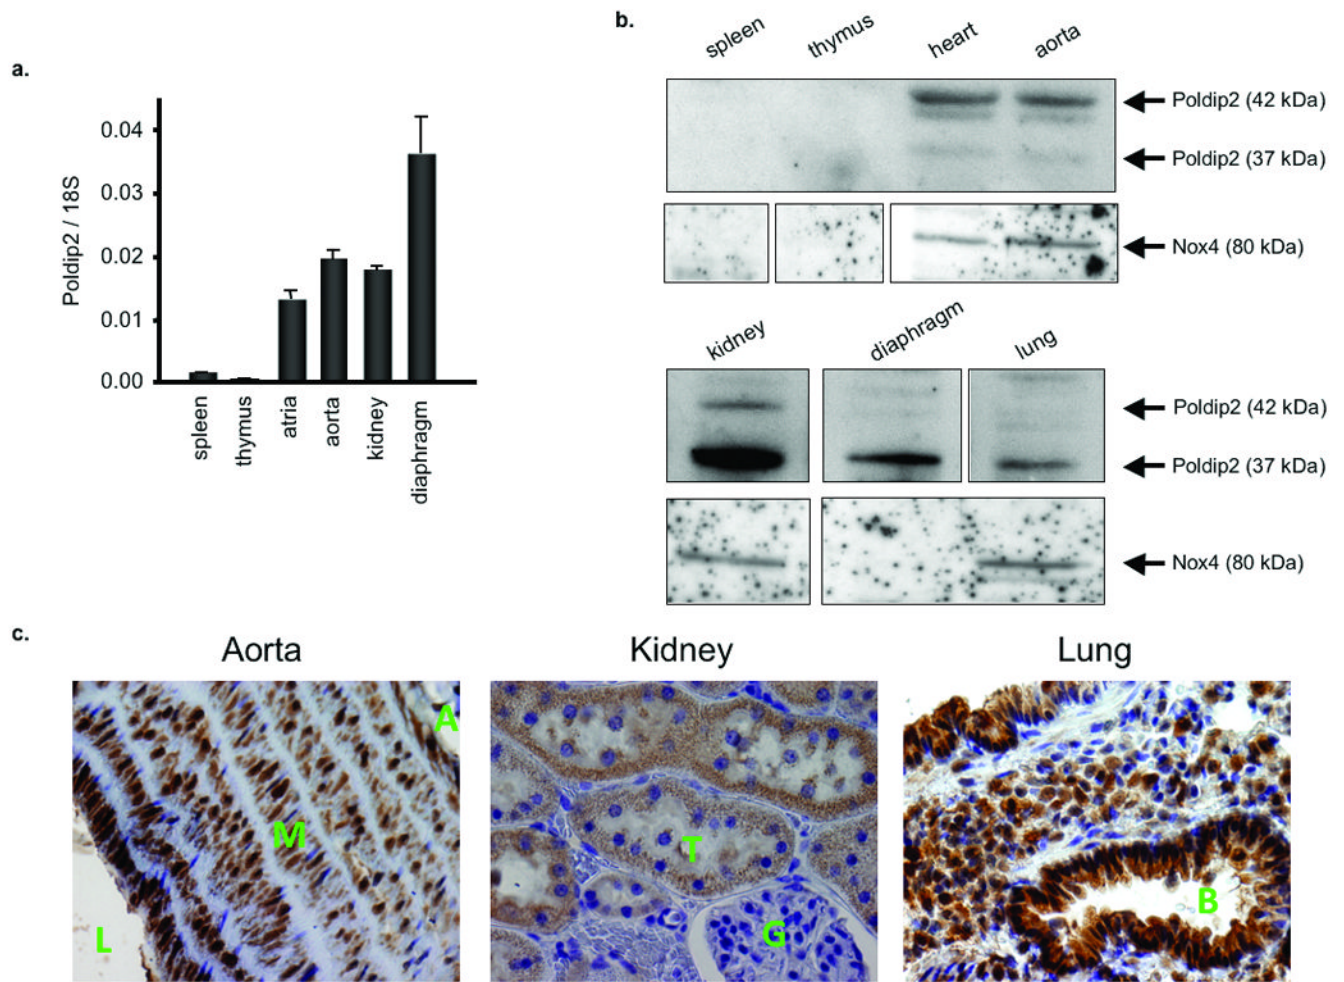 a.
Poldip2 / 18S
0.04
0.03
0.02
0.01
0.00
spleen
thymus
atria
aorta
kidney
diaphragm
b.
spleen thymus heart aorta
Poldip2 (42 kDa)
Poldip2 (37 kDa)
Nox4 (80 kDa)
kidney diaphragm lung
Poldip2 (42 kDa)
Poldip2 (37 kDa)
Nox4 (80 kDa)
c.
Aorta Kidney Lung
A
M
L
T
G
B